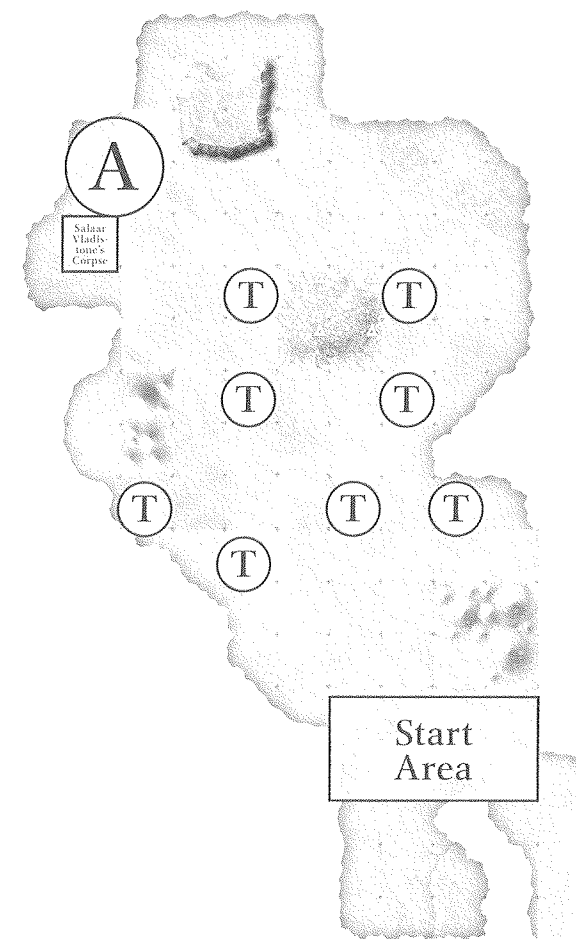 A
Salaar
Vladis-
tone's
Corpse
T T
T T
T T T
T
Start
Area